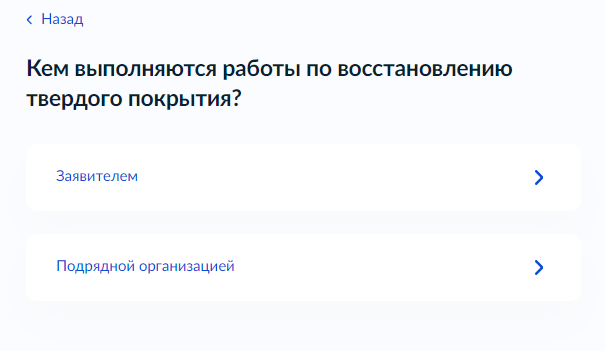 Назад
Кем выполняются работы по восстановлению
твердого покрытия?
Заявителем
Подрядной организацией